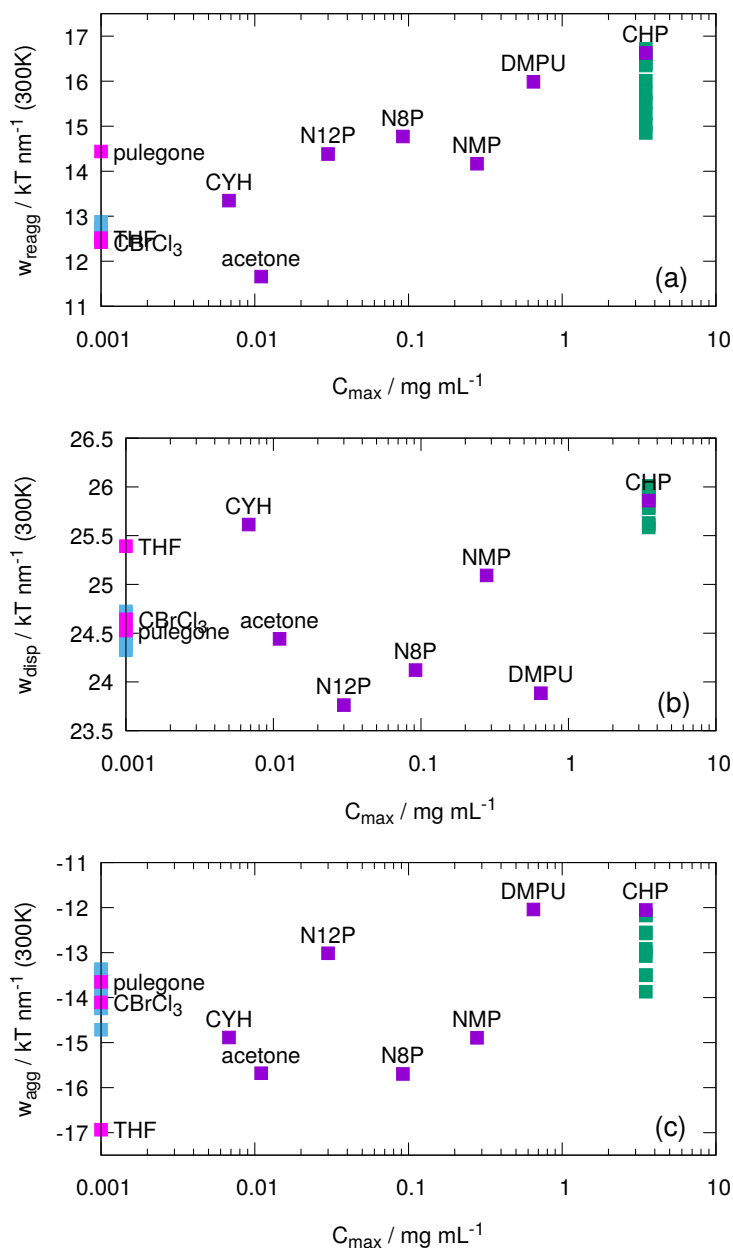 17
16
15
14
13
12
11
w_reagg / kT nm⁻¹ (300K)
CHP
DMPU
N8P
N12P
NMP
pulegone
CYH
THF
CBrCl₃
acetone
(a)
0.001 0.01 0.1 1 10
C_max / mg mL⁻¹
26.5
26
25.5
25
24.5
24
23.5
w_disp / kT nm⁻¹ (300K)
CHP
CYH
THF
NMP
CBrCl₃
acetone
pulegone
N8P
N12P
DMPU
(b)
0.001 0.01 0.1 1 10
C_max / mg mL⁻¹
-11
-12
-13
-14
-15
-16
-17
w_agg / kT nm⁻¹ (300K)
DMPU
CHP
N12P
pulegone
CBrCl₃
CYH
NMP
acetone
N8P
THF
(c)
0.001 0.01 0.1 1 10
C_max / mg mL⁻¹